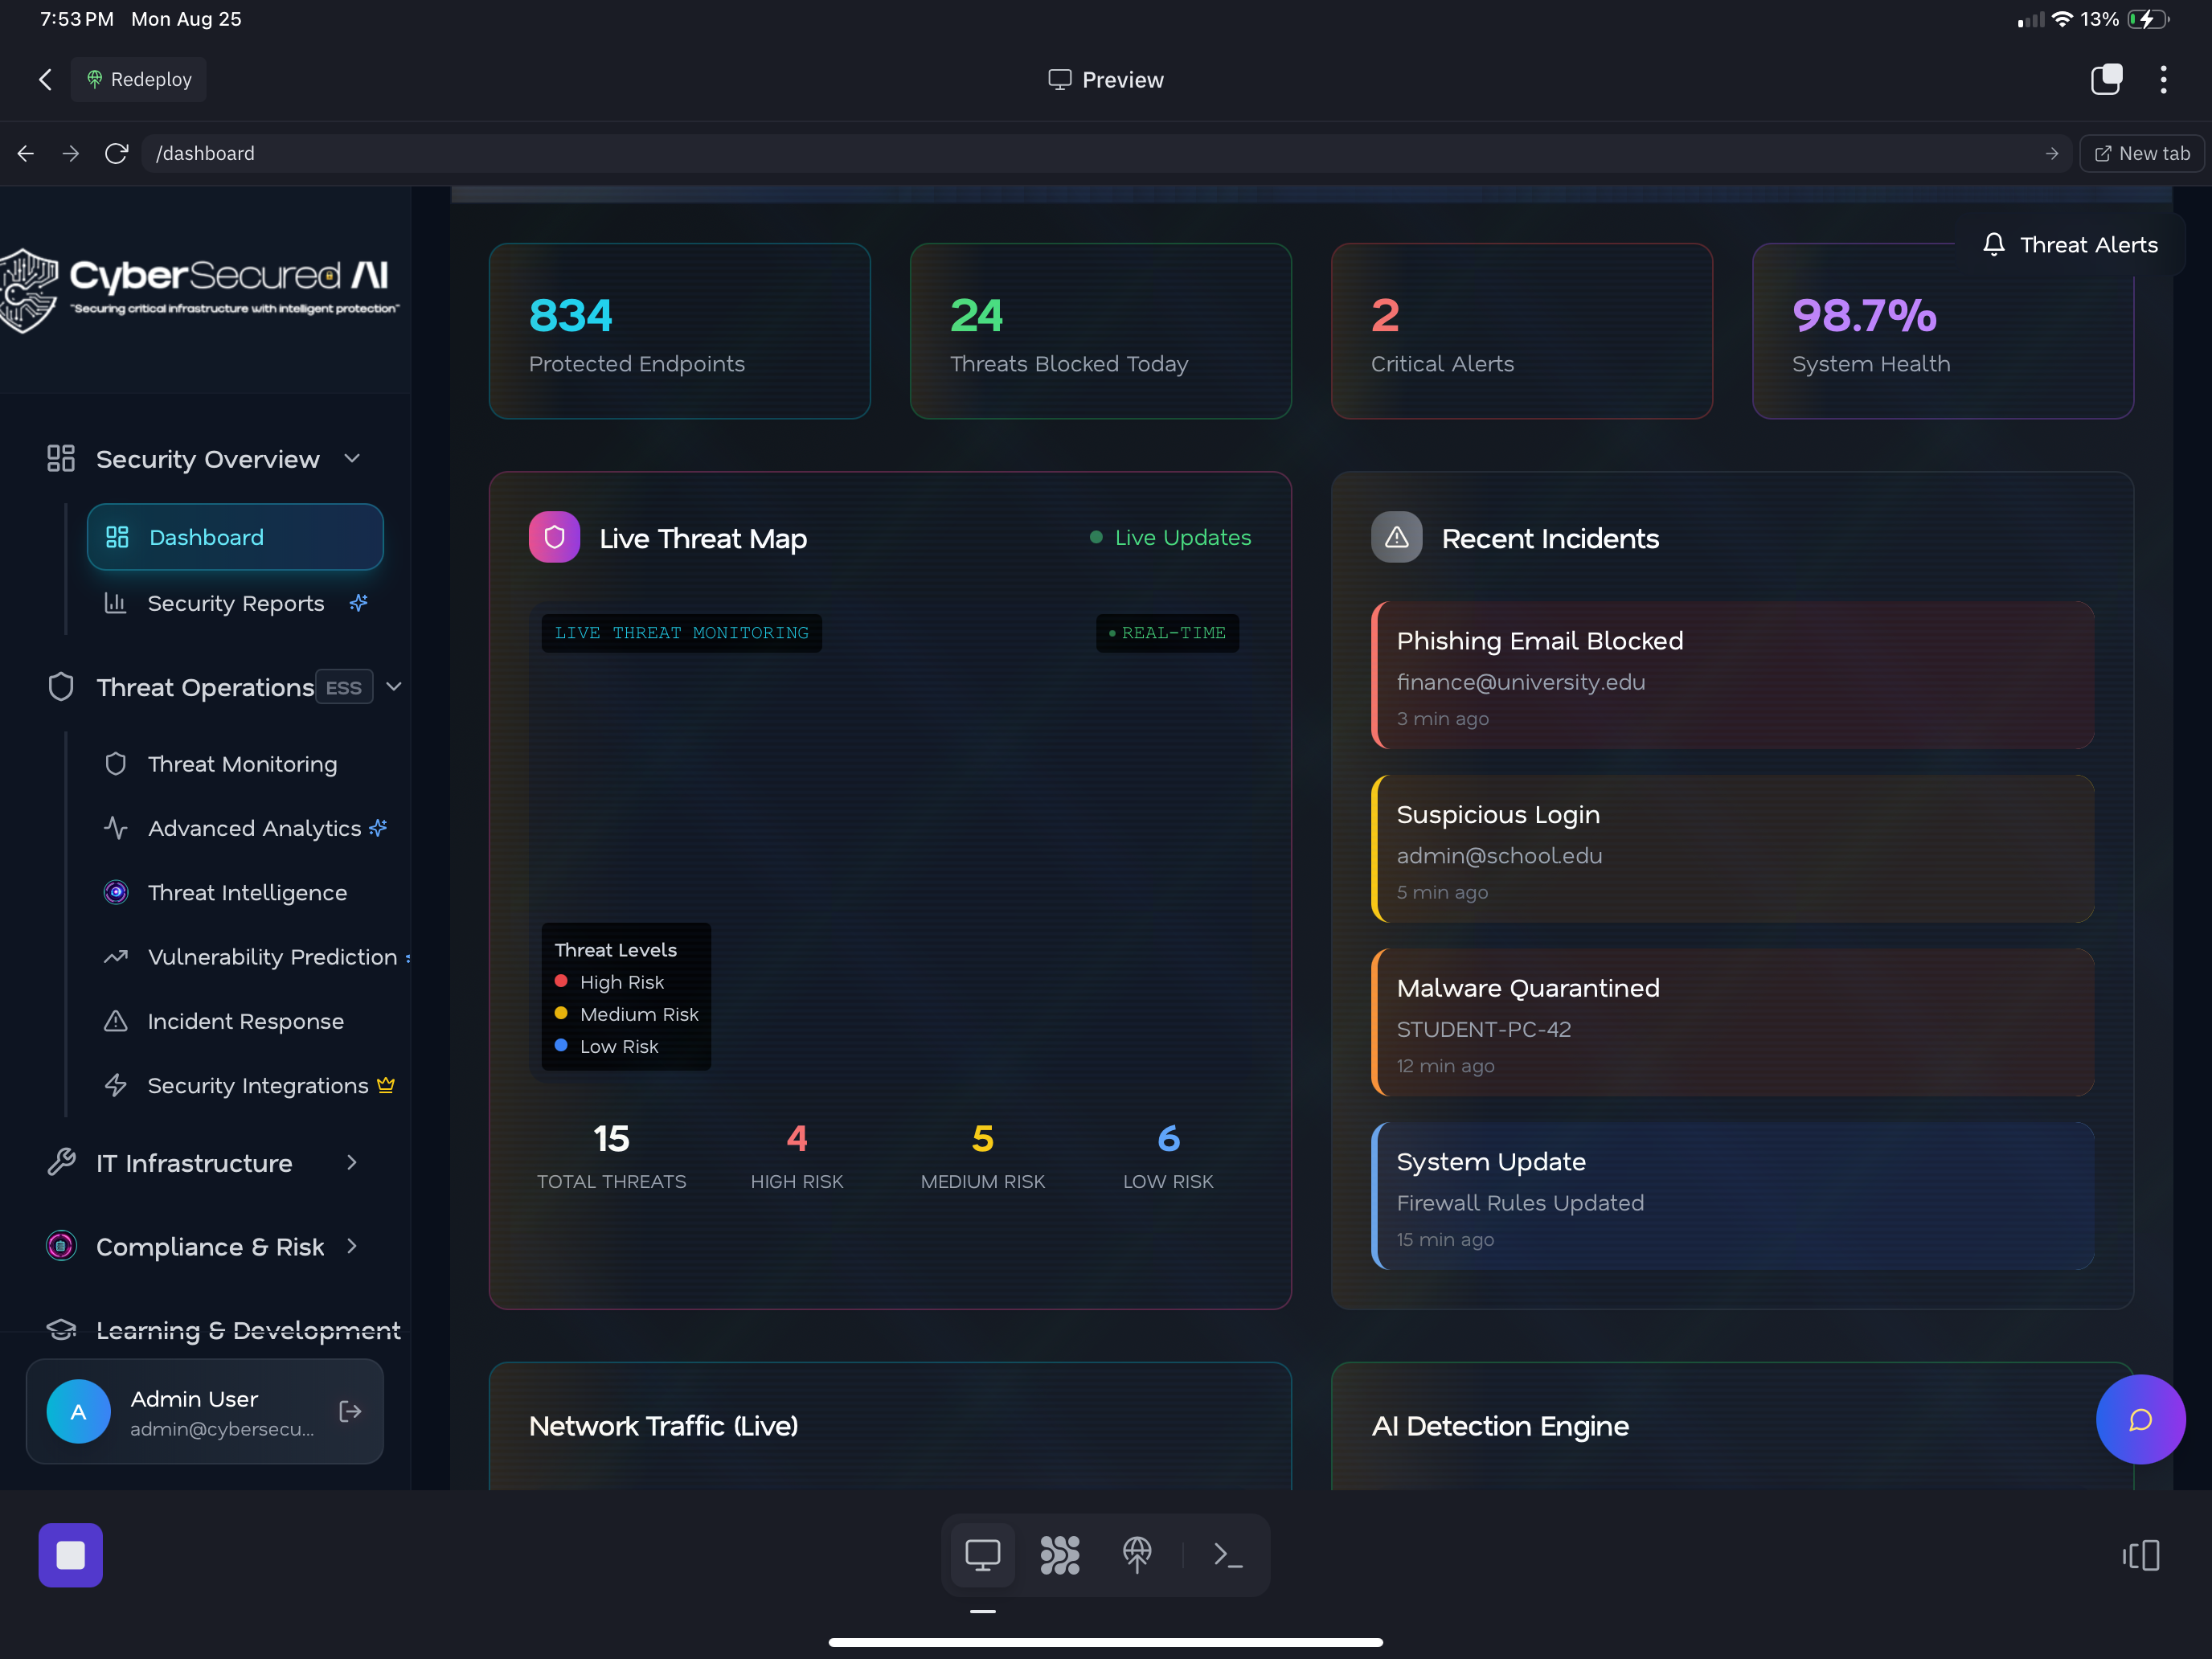 7:53 PM Mon Aug 25
13%
Redeploy
Preview
/dashboard
New tab
CyberSecured AI
"Securing critical infrastructure with intelligent protection"
Threat Alerts
834
Protected Endpoints
24
Threats Blocked Today
2
Critical Alerts
98.7%
System Health
Security Overview
Dashboard
Security Reports
Threat Operations ESS
Threat Monitoring
Advanced Analytics
Threat Intelligence
Vulnerability Prediction
Incident Response
Security Integrations
IT Infrastructure
Compliance & Risk
Learning & Development
A
Admin User
admin@cybersecu...
Live Threat Map
Live Updates
LIVE THREAT MONITORING
REAL-TIME
Threat Levels
High Risk
Medium Risk
Low Risk
15
TOTAL THREATS
4
HIGH RISK
5
MEDIUM RISK
6
LOW RISK
Recent Incidents
Phishing Email Blocked
finance@university.edu
3 min ago
Suspicious Login
admin@school.edu
5 min ago
Malware Quarantined
STUDENT-PC-42
12 min ago
System Update
Firewall Rules Updated
15 min ago
Network Traffic (Live)
AI Detection Engine